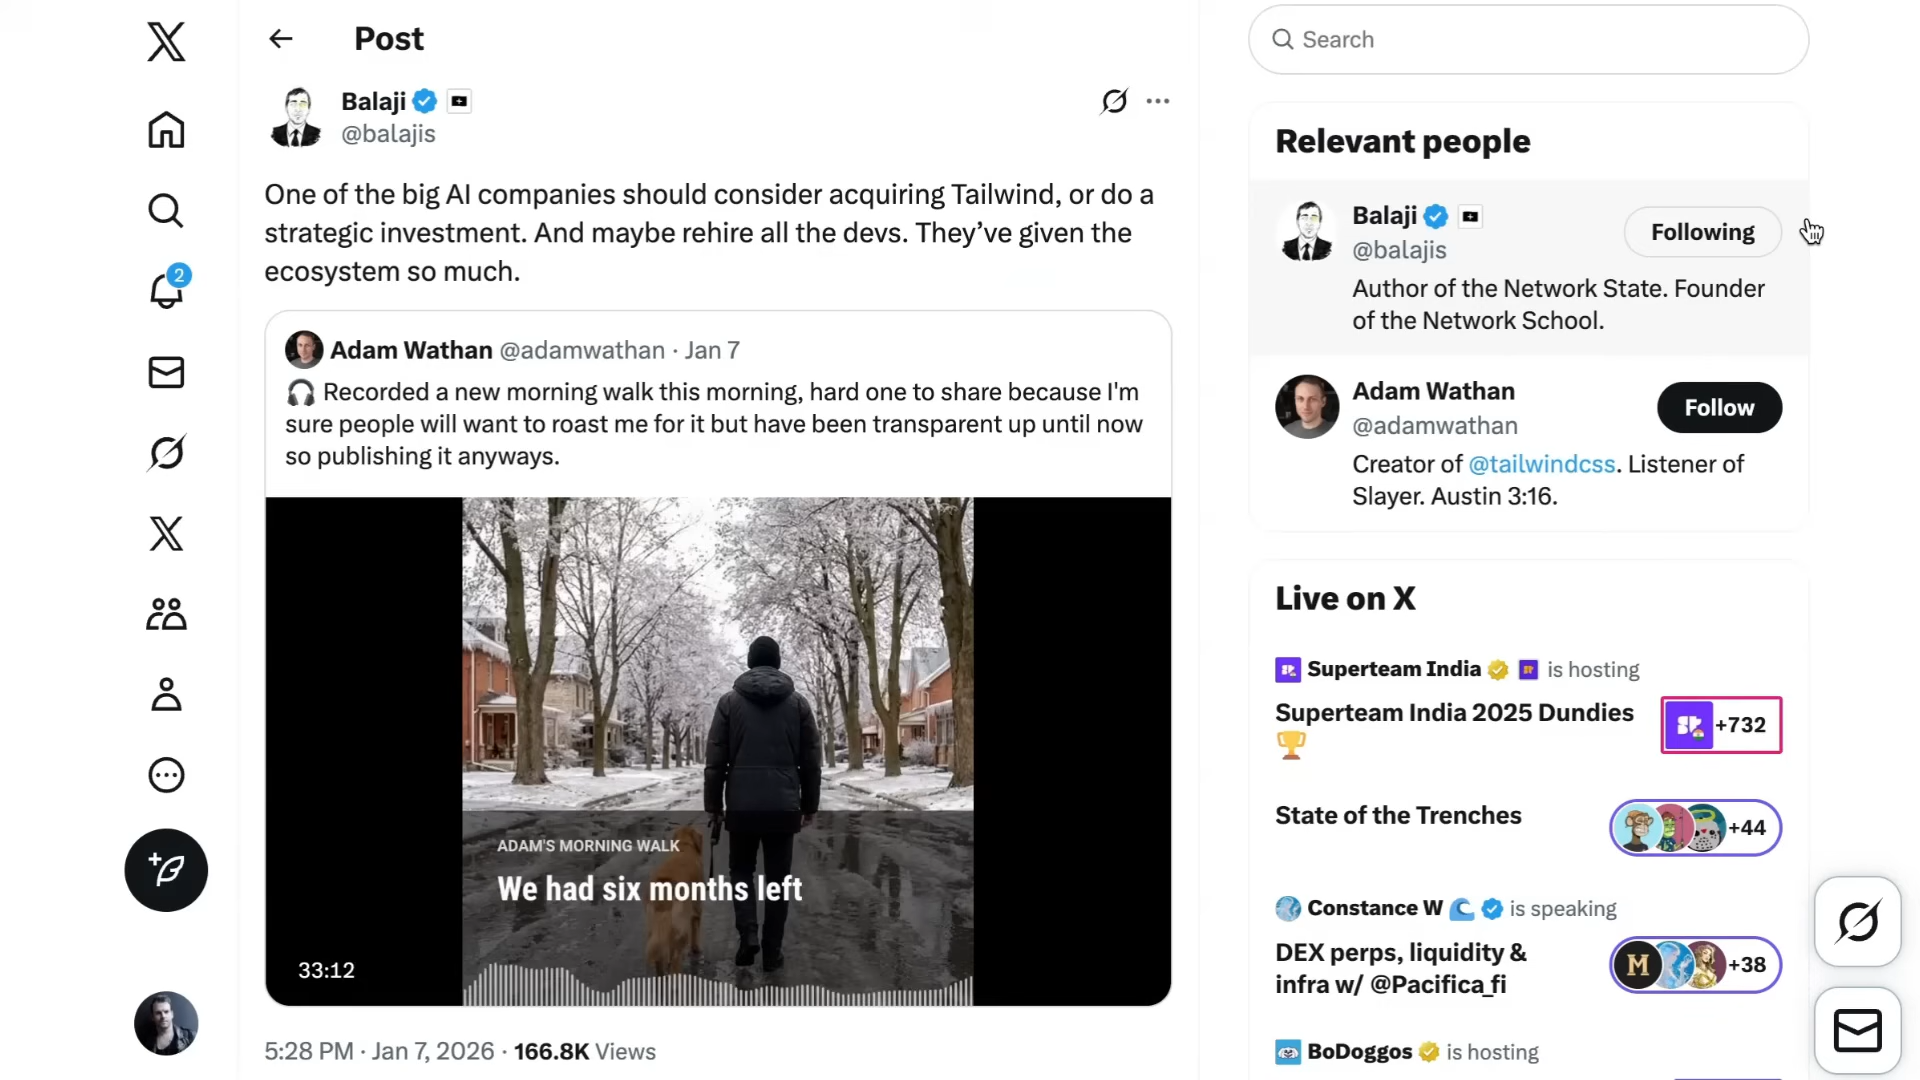 Post
Balaji
@balajis
One of the big AI companies should consider acquiring Tailwind, or do a
strategic investment. And maybe rehire all the devs. They’ve given the
ecosystem so much.
Adam Wathan @adamwathan · Jan 7
🎧 Recorded a new morning walk this morning, hard one to share because I'm
sure people will want to roast me for it but have been transparent up until now
so publishing it anyways.
ADAM'S MORNING WALK
We had six months left
33:12
5:28 PM · Jan 7, 2026 · 166.8K Views
2
Search
Relevant people
Balaji
@balajis
Following
Author of the Network State. Founder
of the Network School.
Adam Wathan
@adamwathan
Follow
Creator of @tailwindcss. Listener of
Slayer. Austin 3:16.
Live on X
Superteam India is hosting
Superteam India 2025 Dundies
🏆
+732
State of the Trenches
+44
Constance W 🌊 is speaking
DEX perps, liquidity &
infra w/ @Pacifica_fi
M
+38
BoDoggos is hosting